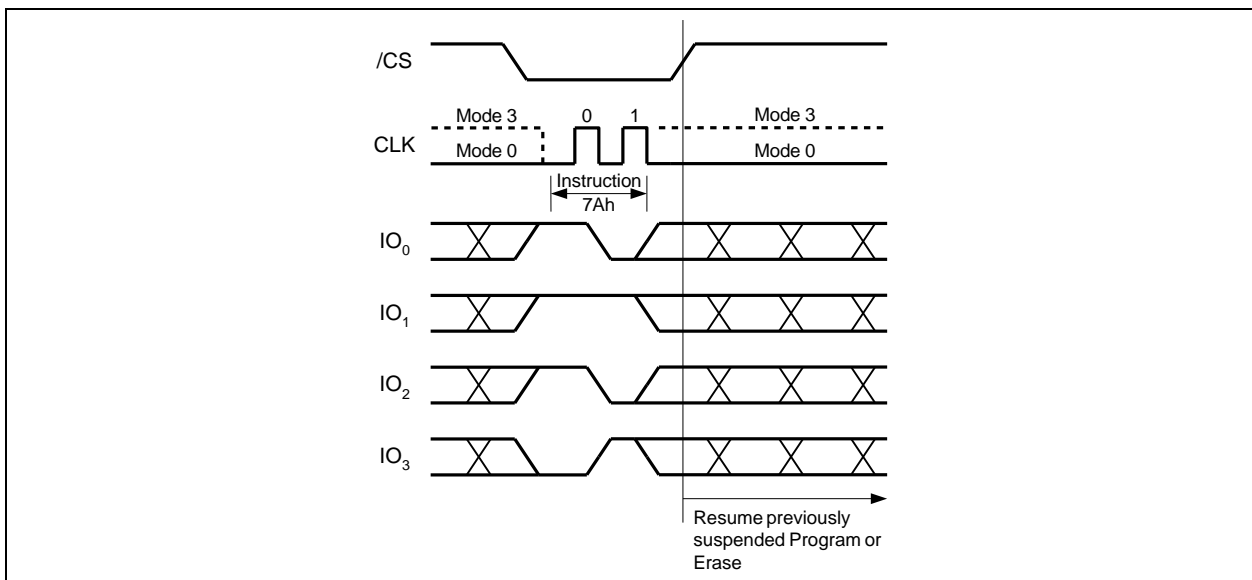 /CS
Mode 3
0
1
Mode 3
CLK
Mode 0
Mode 0
Instruction
7Ah
IO0
IO1
IO2
IO3
Resume previously
suspended Program or
Erase